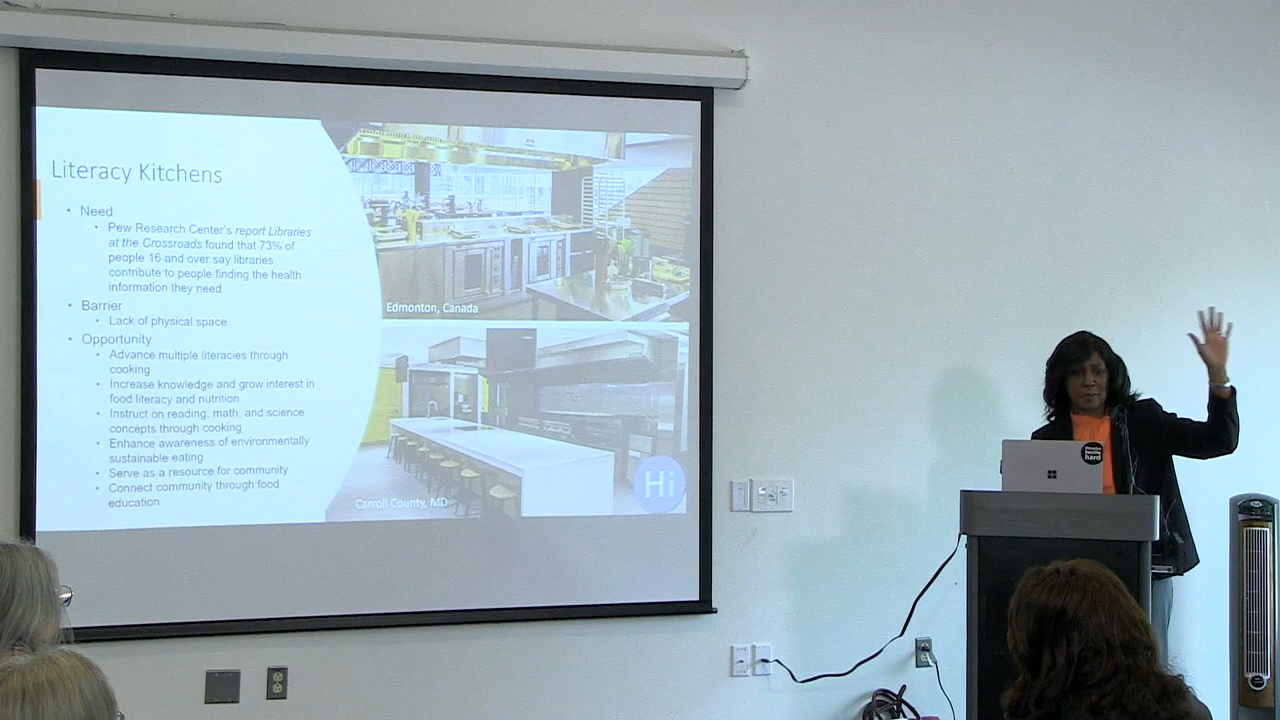 Literacy Kitchens
• Need
• Pew Research Center's report Libraries
at the Crossroads found that 73% of
people 16 and over say libraries
contribute to people finding the health
information they need
• Barrier
• Lack of physical space
• Opportunity
• Advance multiple literacies through
cooking
• Increase knowledge and grow interest in
food literacy and nutrition
• Instruct on reading, math, and science
concepts through cooking
• Enhance awareness of environmentally
sustainable eating
• Serve as a resource for community
• Connect community through food
education
Edmonton, Canada
Carroll County, MD
Hi
hard